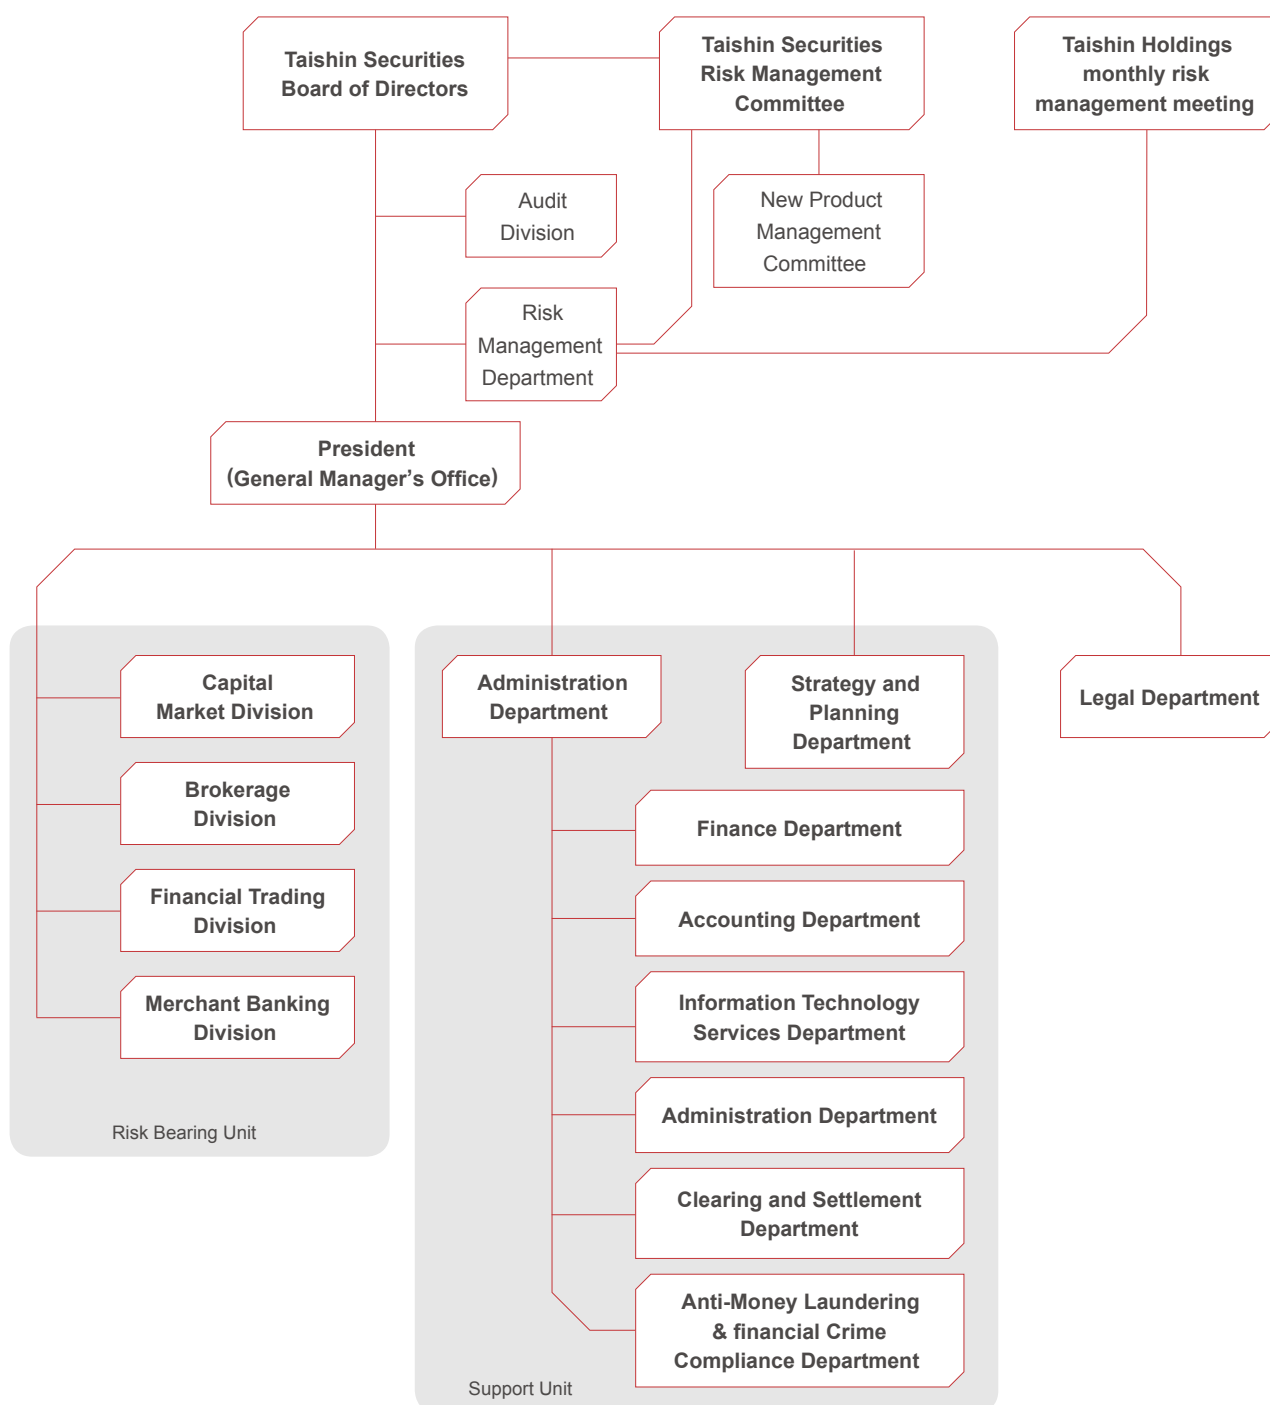 Taishin Securities
Board of Directors
Taishin Securities
Risk Management
Committee
Taishin Holdings
monthly risk
management meeting
Audit
Division
New Product
Management
Committee
Risk
Management
Department
President
(General Manager’s Office)
Capital
Market Division
Brokerage
Division
Financial Trading
Division
Merchant Banking
Division
Risk Bearing Unit
Administration
Department
Strategy and
Planning
Department
Legal Department
Finance Department
Accounting Department
Information Technology
Services Department
Administration Department
Clearing and Settlement
Department
Anti-Money Laundering
& financial Crime
Compliance Department
Support Unit